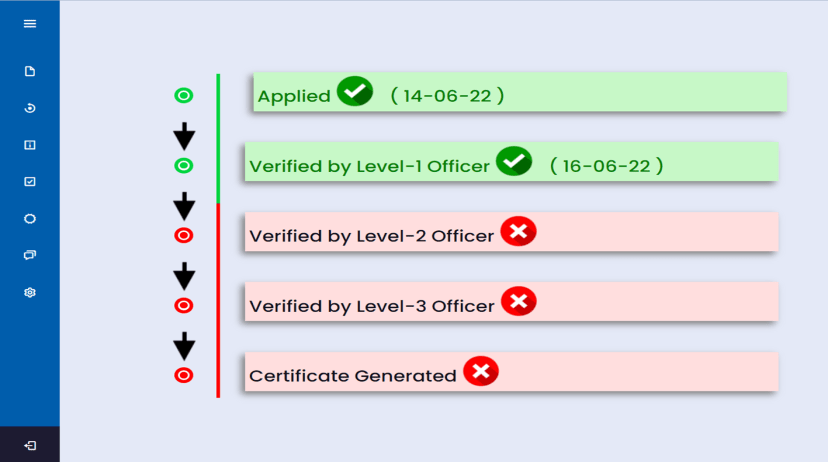 Applied ( 14-06-22 )
Verified by Level-1 Officer ( 16-06-22 )
Verified by Level-2 Officer
Verified by Level-3 Officer
Certificate Generated